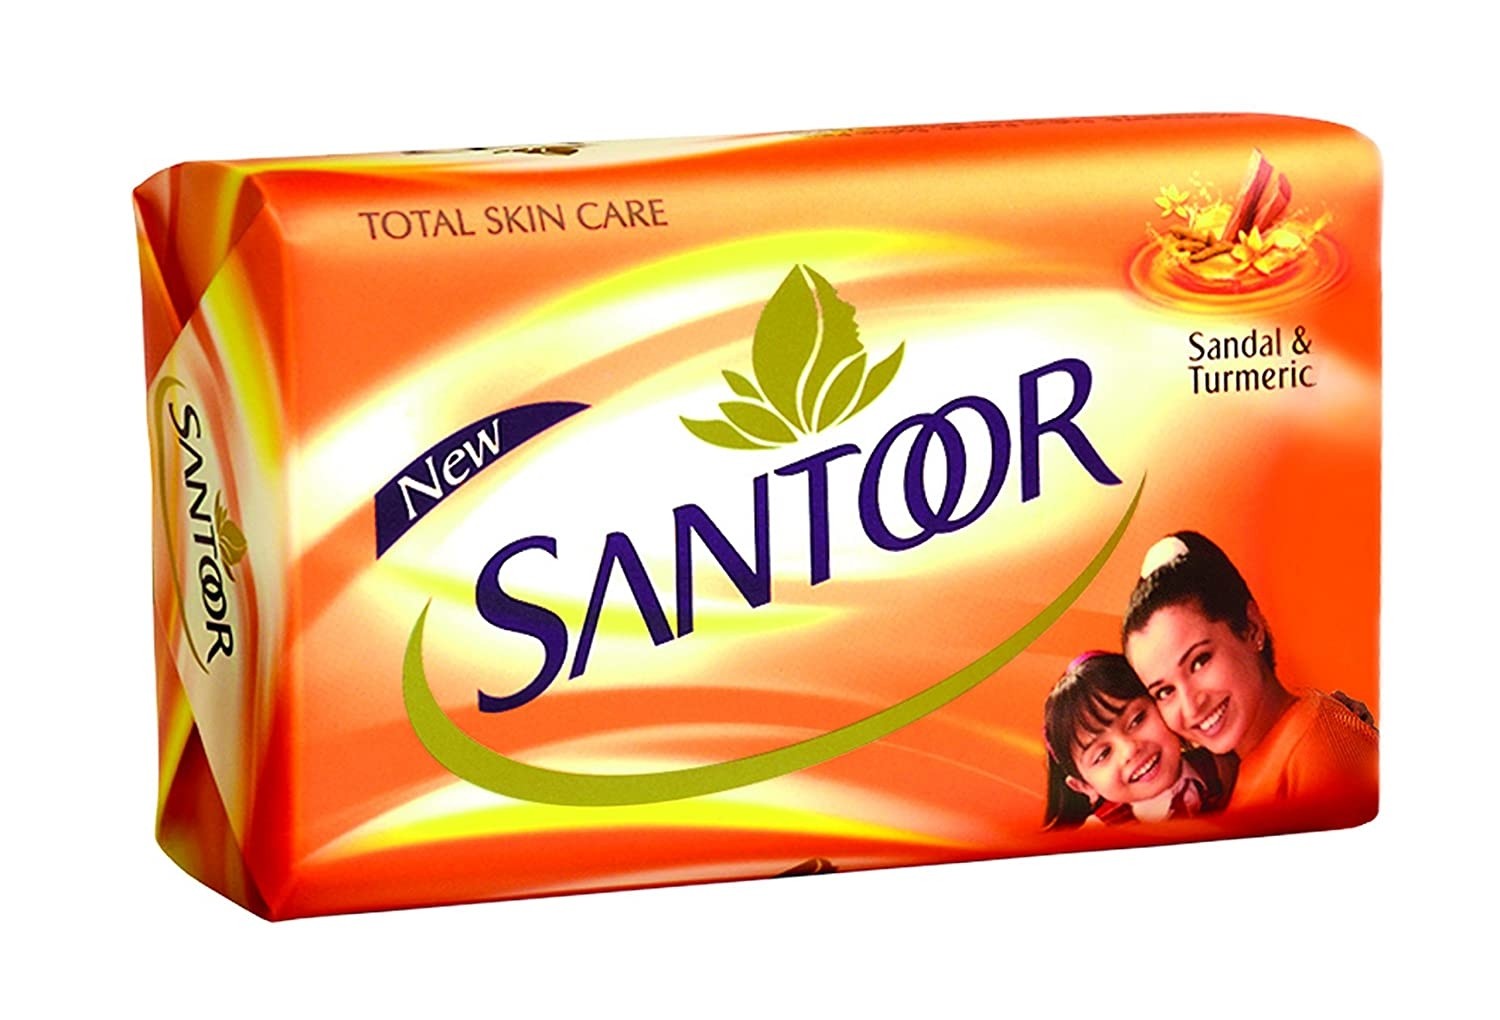 TOTAL SKIN CARE
Sandal &
Turmeric
New
SANTOOR
SANTOOR